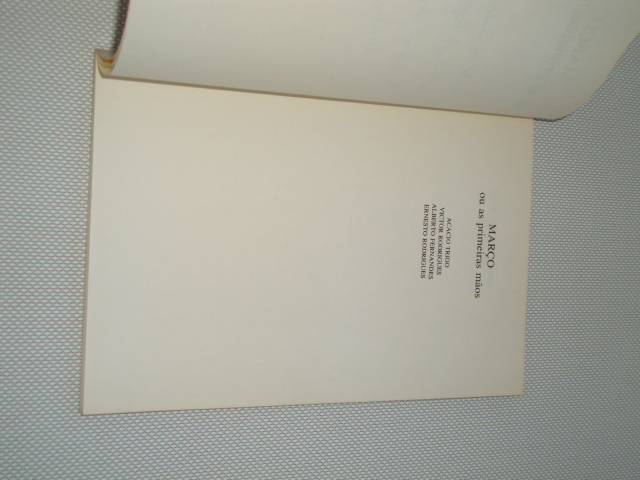 MARÇO
ou as primeiras mãos
ACÁCIO TRIGO
VICTOR RODRIGUES
ALBERTO FERNANDES
ERNESTO RODRIGUES